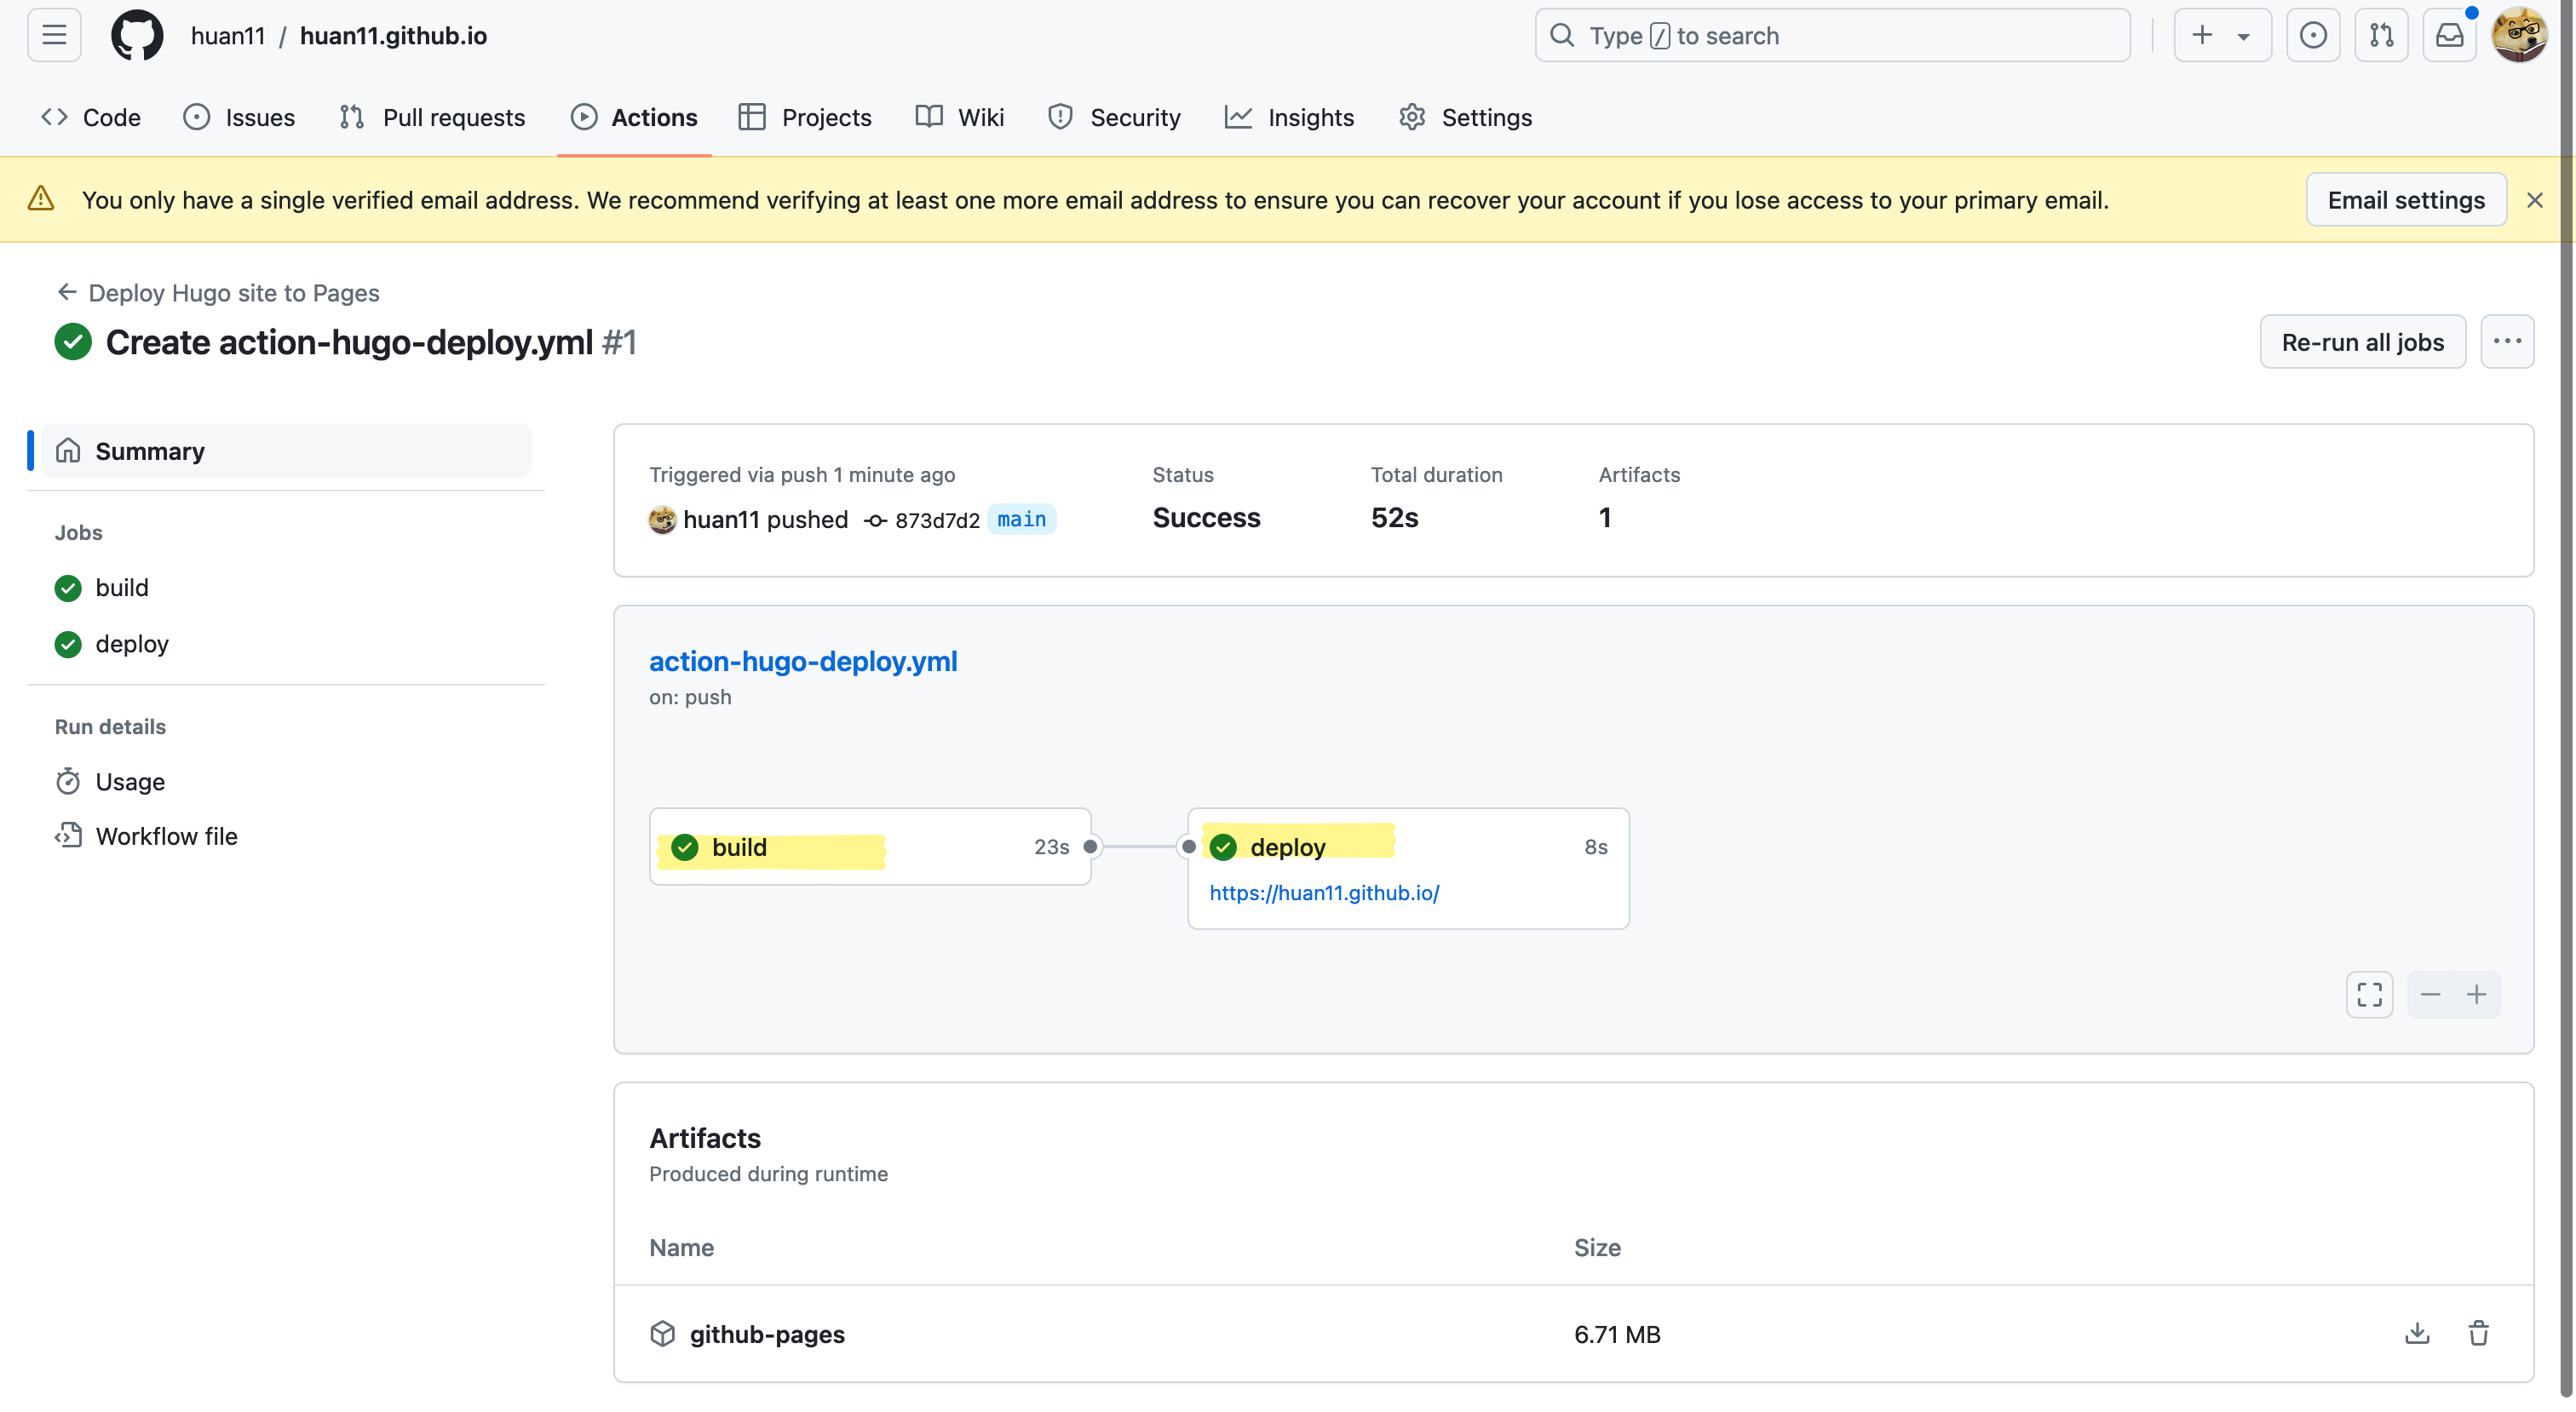 huan11 / huan11.github.io
Type / to search
Code Issues Pull requests Actions Projects Wiki Security Insights Settings
You only have a single verified email address. We recommend verifying at least one more email address to ensure you can recover your account if you lose access to your primary email.
Email settings
Deploy Hugo site to Pages
Create action-hugo-deploy.yml #1
Re-run all jobs
Summary
Jobs
build
deploy
Run details
Usage
Workflow file
Triggered via push 1 minute ago
huan11 pushed 873d7d2 main
Status
Success
Total duration
52s
Artifacts
1
action-hugo-deploy.yml
on: push
build 23s
deploy 8s
https://huan11.github.io/
Artifacts
Produced during runtime
Name Size
github-pages 6.71 MB